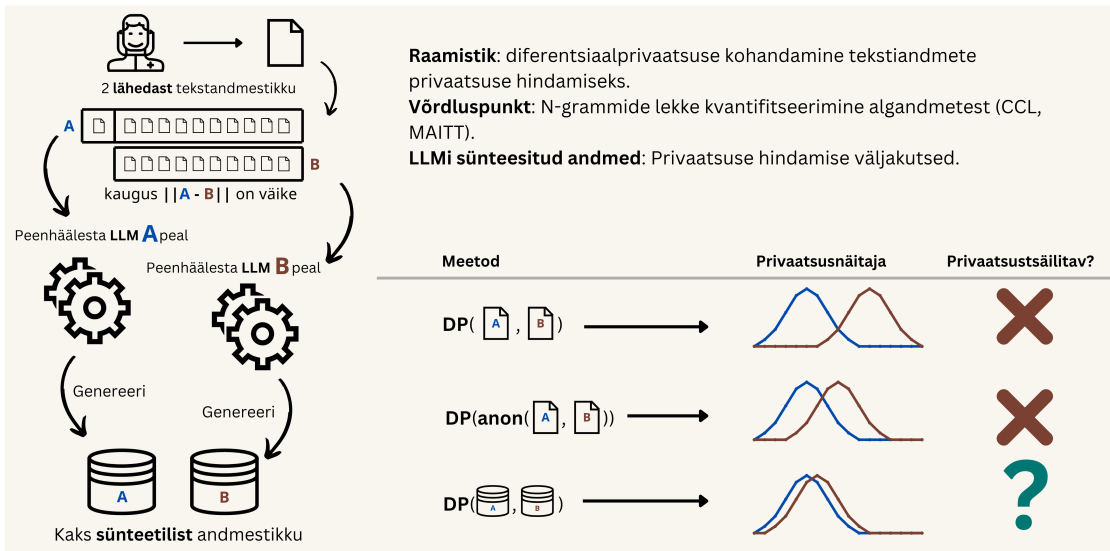 2 lähedast tekstandmestikku
A
B
kaugus ||A - B|| on väike
Peenhäälesta LLM A peal
Peenhäälesta LLM B peal
Genereeri
Genereeri
A
B
Kaks sünteetilist andmestikku
Raamistik: diferentsiaalprivaatsuse kohandamine tekstiandmete
privaatsuse hindamiseks.
Võrdluspunkt: N-grammide lekke kvantifitseerimine algandmetest (CCL,
MAITT).
LLMi sünteesitud andmed: Privaatsuse hindamise väljakutsed.
Meetod Privaatsusnäitaja Privaatsustsäilitav?
DP( A , B )
DP(anon( A , B ))
DP( A , B )
?